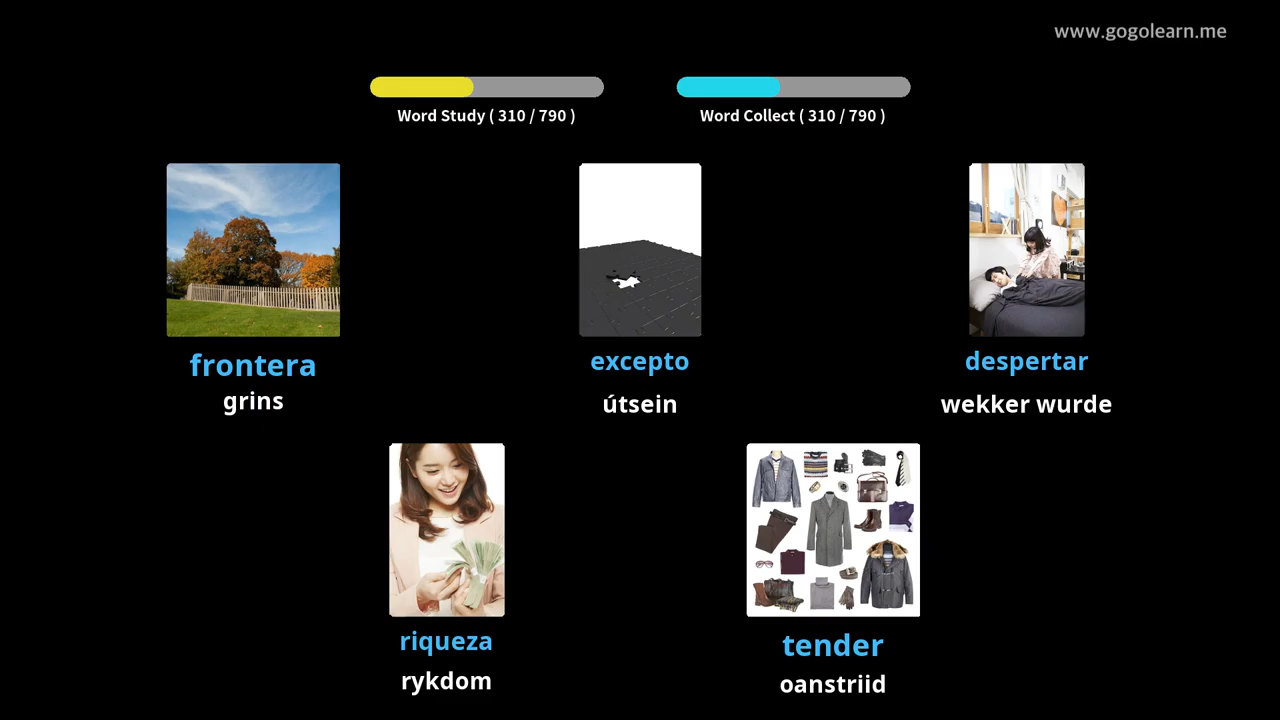 www.gogolearn.me
Word Study ( 310 / 790 )
Word Collect ( 310 / 790 )
frontera
grins
excepto
útsein
despertar
wekker wurde
riqueza
rykdom
tender
oanstriid